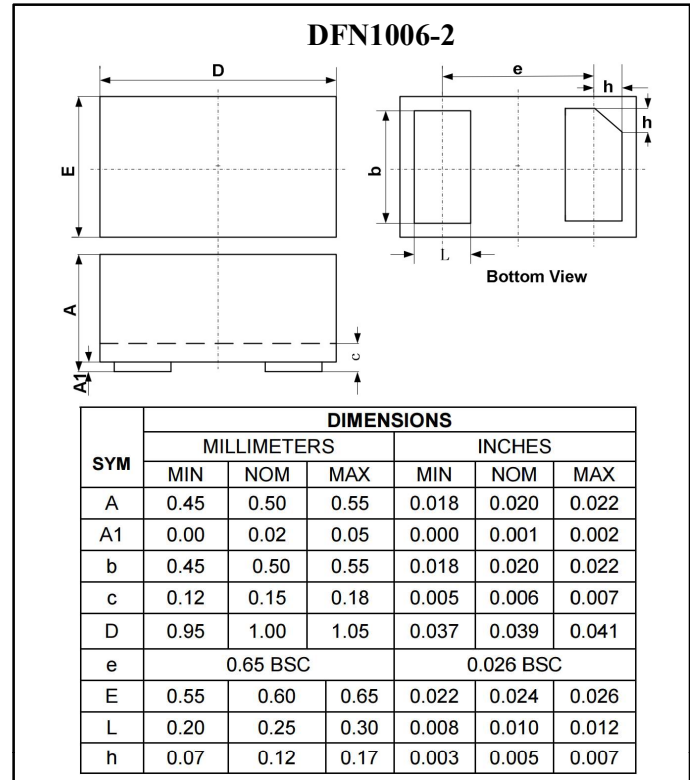 DFN1006-2
D
e
h
h
E
b
L
Bottom View
A
c
A1
DIMENSIONS
SYM MILLIMETERS INCHES
MIN NOM MAX MIN NOM MAX
A 0.45 0.50 0.55 0.018 0.020 0.022
A1 0.00 0.02 0.05 0.000 0.001 0.002
b 0.45 0.50 0.55 0.018 0.020 0.022
c 0.12 0.15 0.18 0.005 0.006 0.007
D 0.95 1.00 1.05 0.037 0.039 0.041
e 0.65 BSC 0.026 BSC
E 0.55 0.60 0.65 0.022 0.024 0.026
L 0.20 0.25 0.30 0.008 0.010 0.012
h 0.07 0.12 0.17 0.003 0.005 0.007